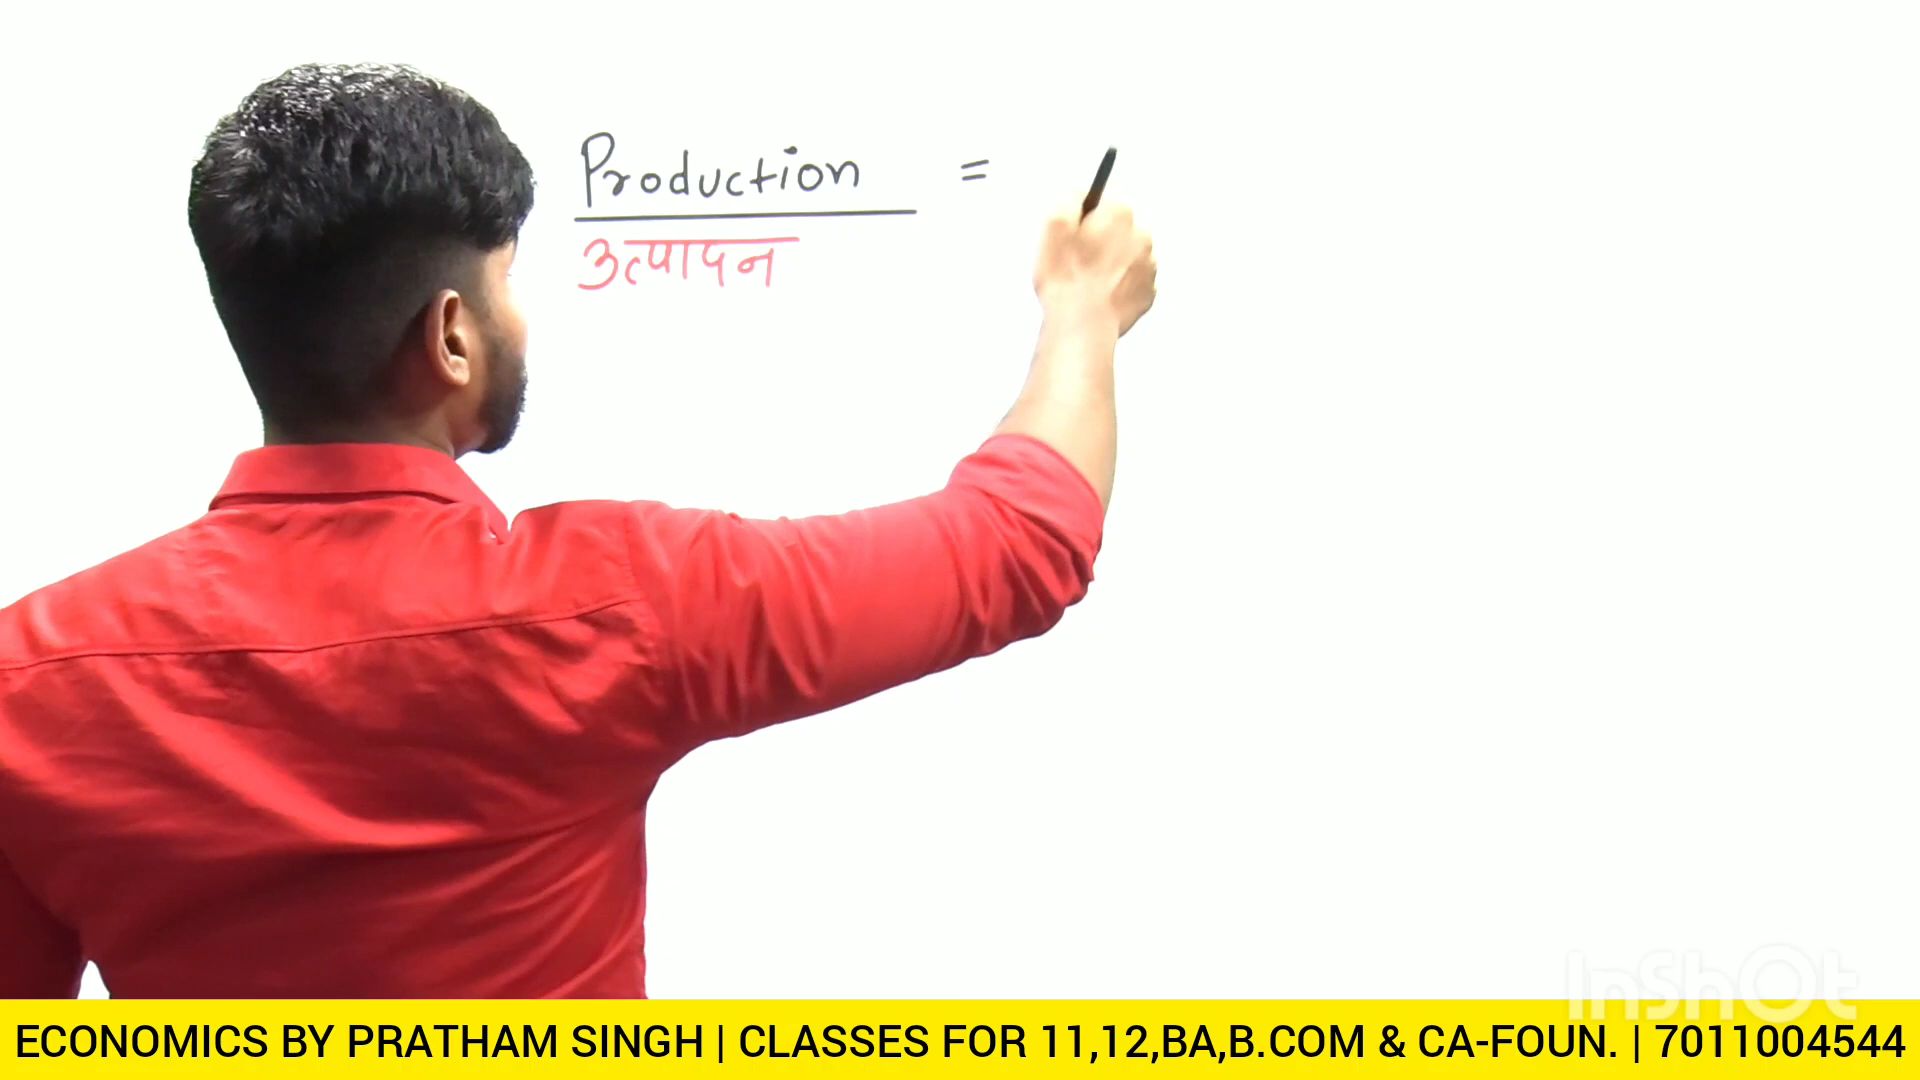 Production =
उत्पादन
InShOt
ECONOMICS BY PRATHAM SINGH | CLASSES FOR 11,12,BA,B.COM & CA-FOUN. | 7011004544